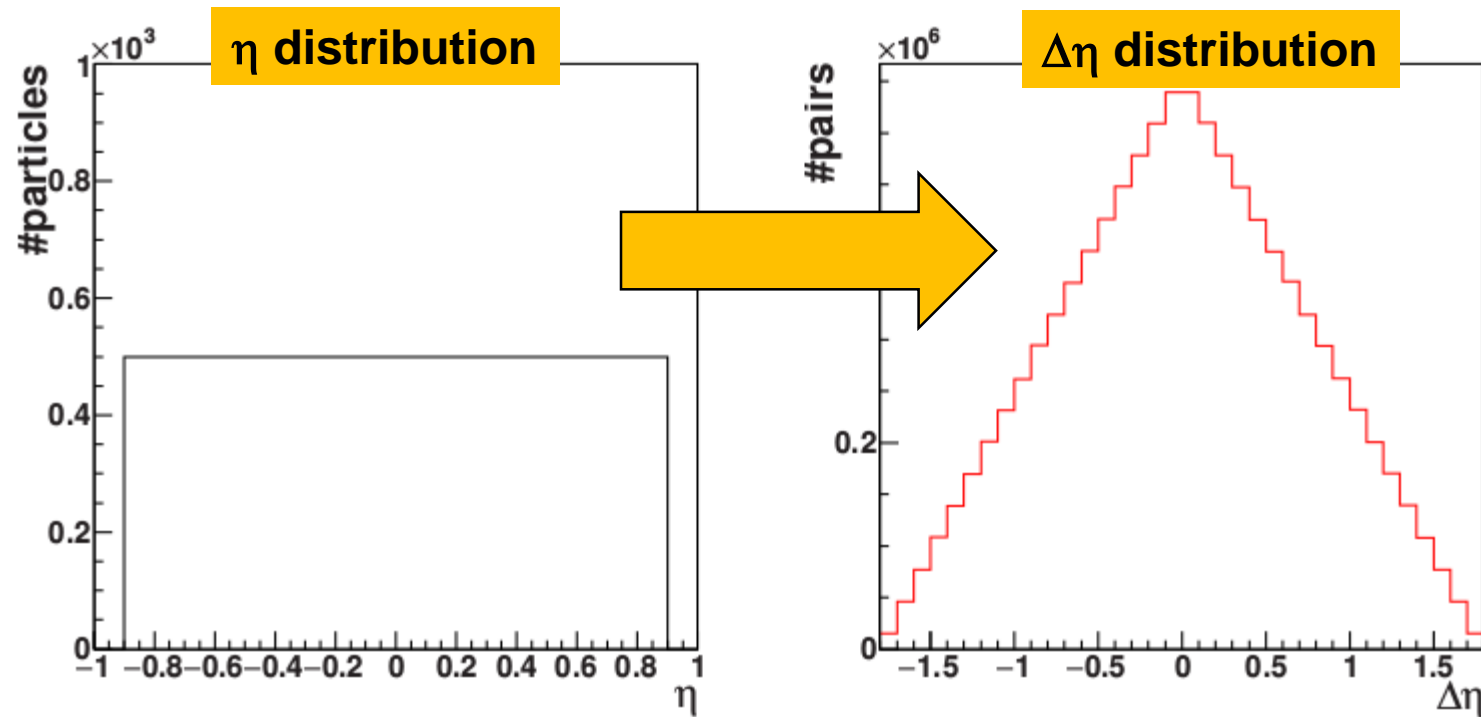 η distribution
×10³
#particles
1
0.8
0.6
0.4
0.2
0
−1 −0.8 −0.6 −0.4 −0.2 0 0.2 0.4 0.6 0.8 1
η
Δη distribution
×10⁶
#pairs
0.2
0
−1.5 −1 −0.5 0 0.5 1 1.5
Δη